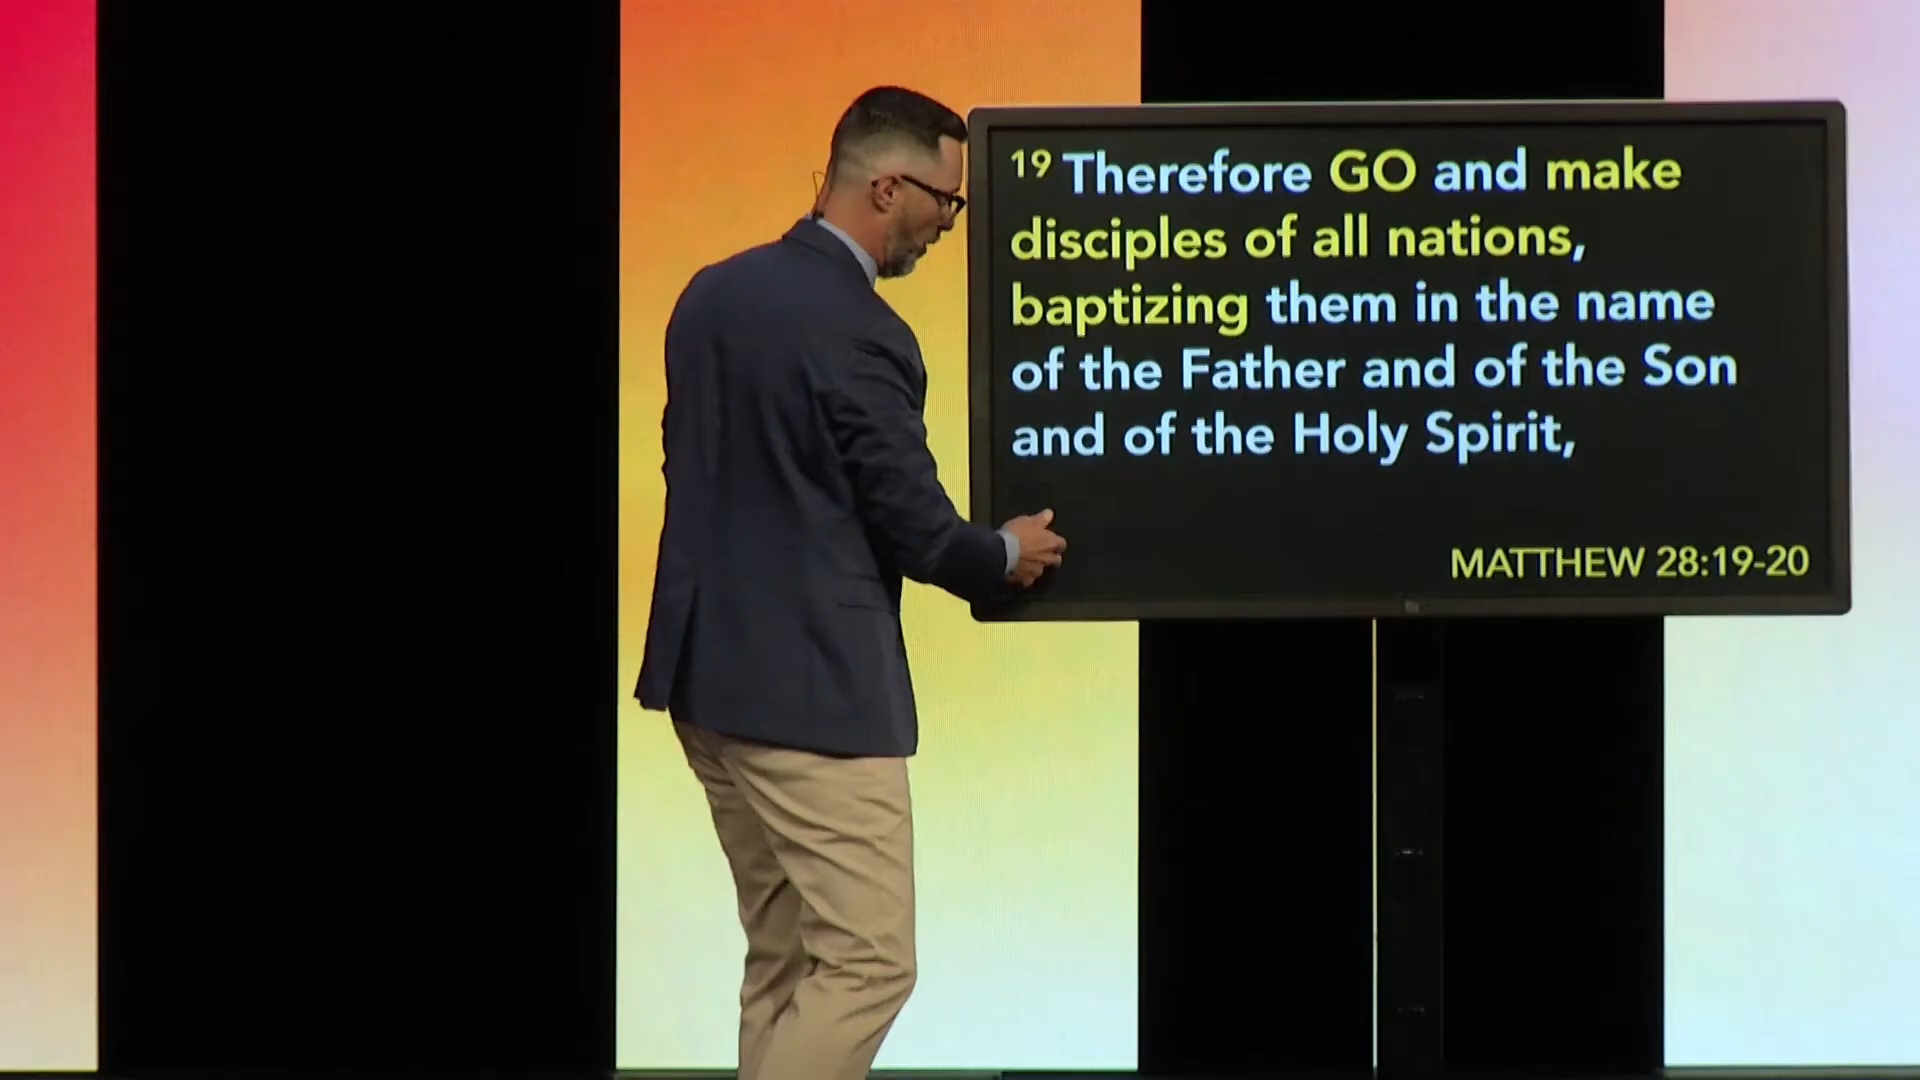 19 Therefore GO and make
disciples of all nations,
baptizing them in the name
of the Father and of the Son
and of the Holy Spirit,
MATTHEW 28:19-20